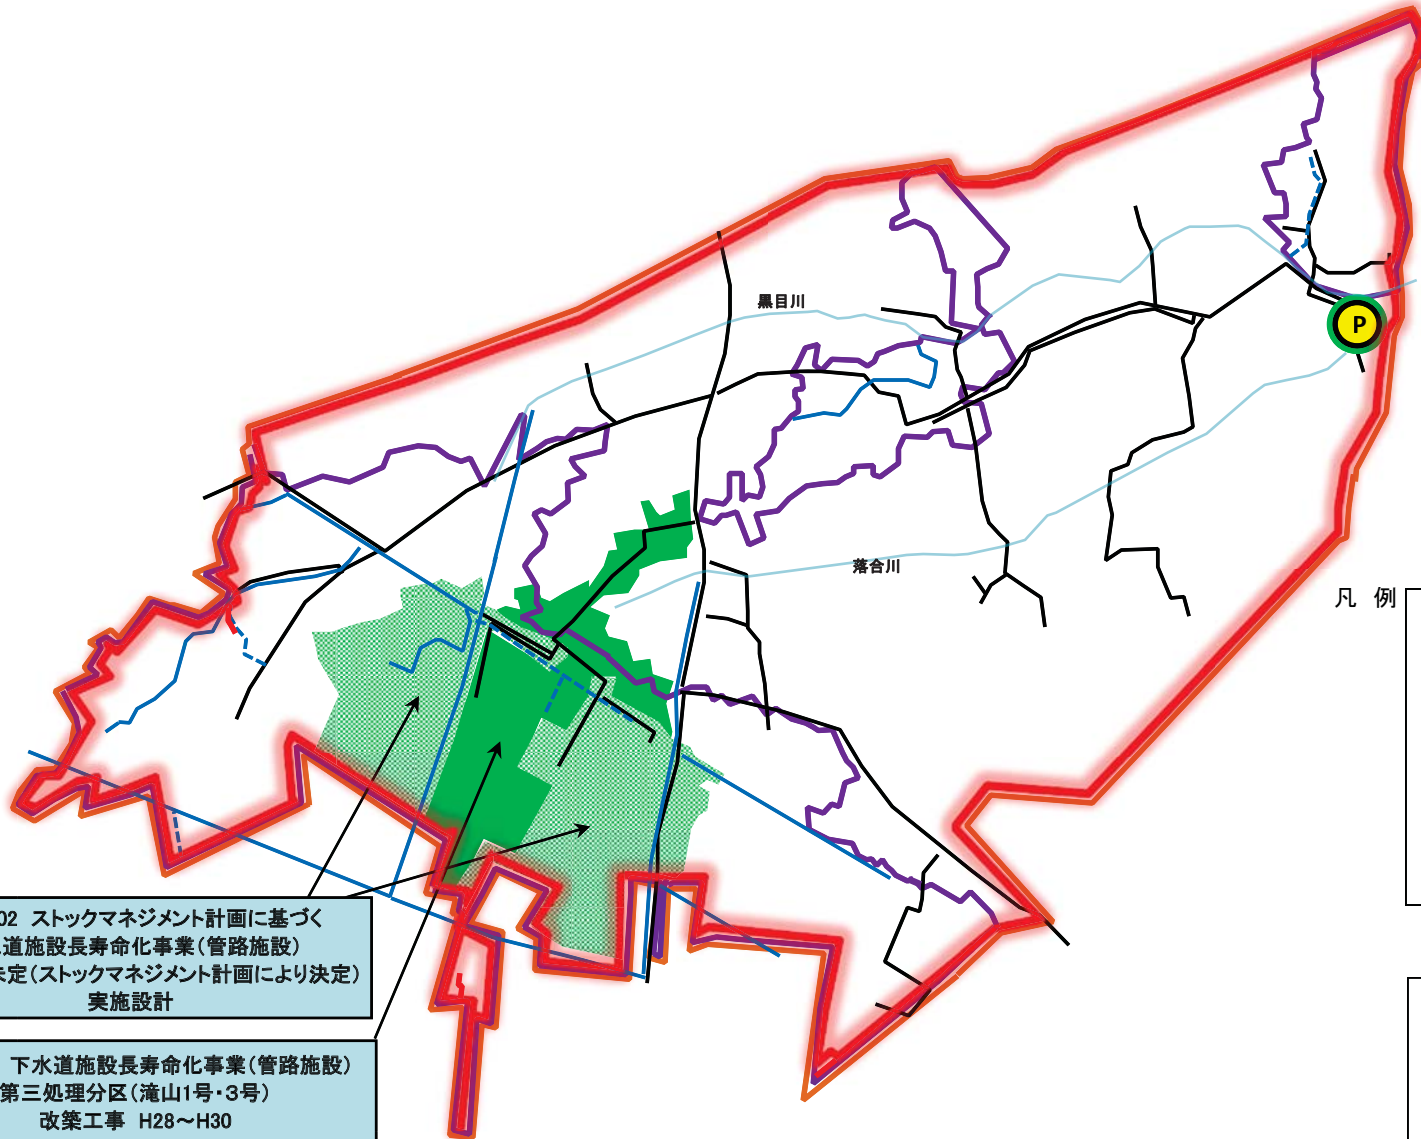 黒目川
P
落合川
凡 例
02 ストックマネジメント計画に基づく
道施設長寿命化事業(管路施設)
定(ストックマネジメント計画により決定)
実施設計
下水道施設長寿命化事業(管路施設)
第三処理分区(滝山1号・3号)
改築工事 H28～H30